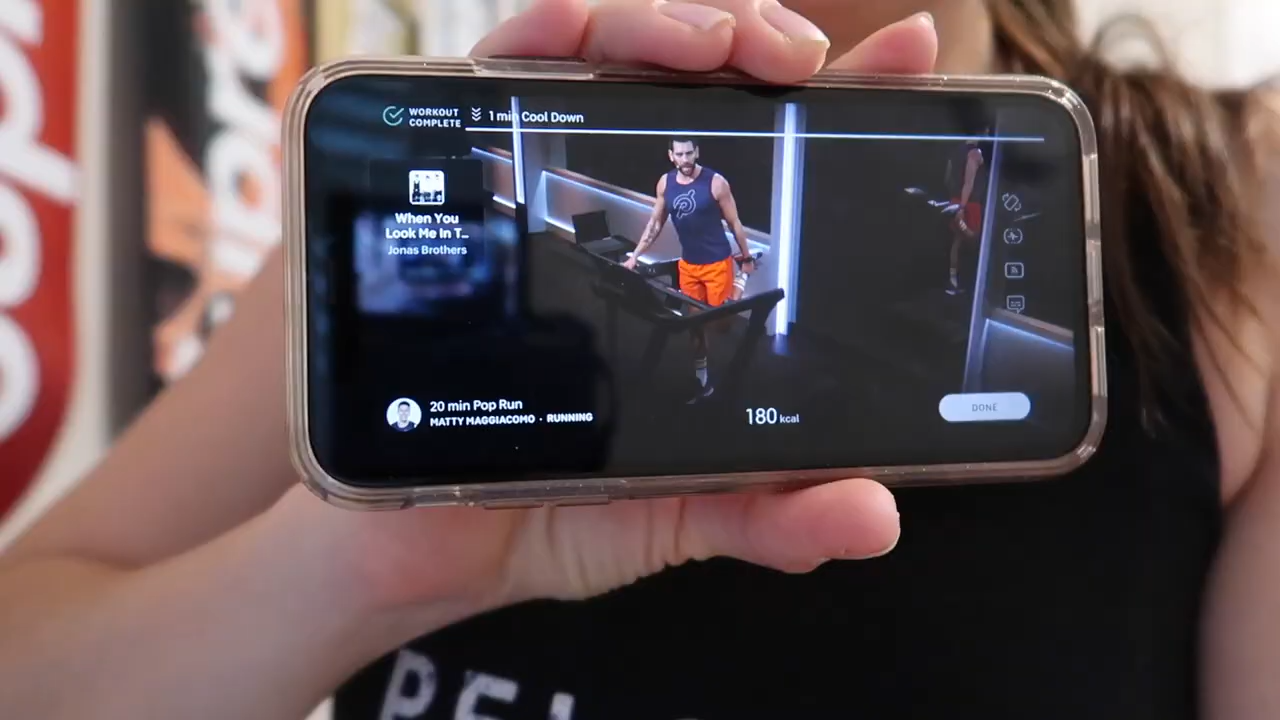 WORKOUT
COMPLETE
1 min Cool Down
When You
Look Me In T...
Jonas Brothers
20 min Pop Run
MATTY MAGGIACOMO · RUNNING
180 kcal
DONE